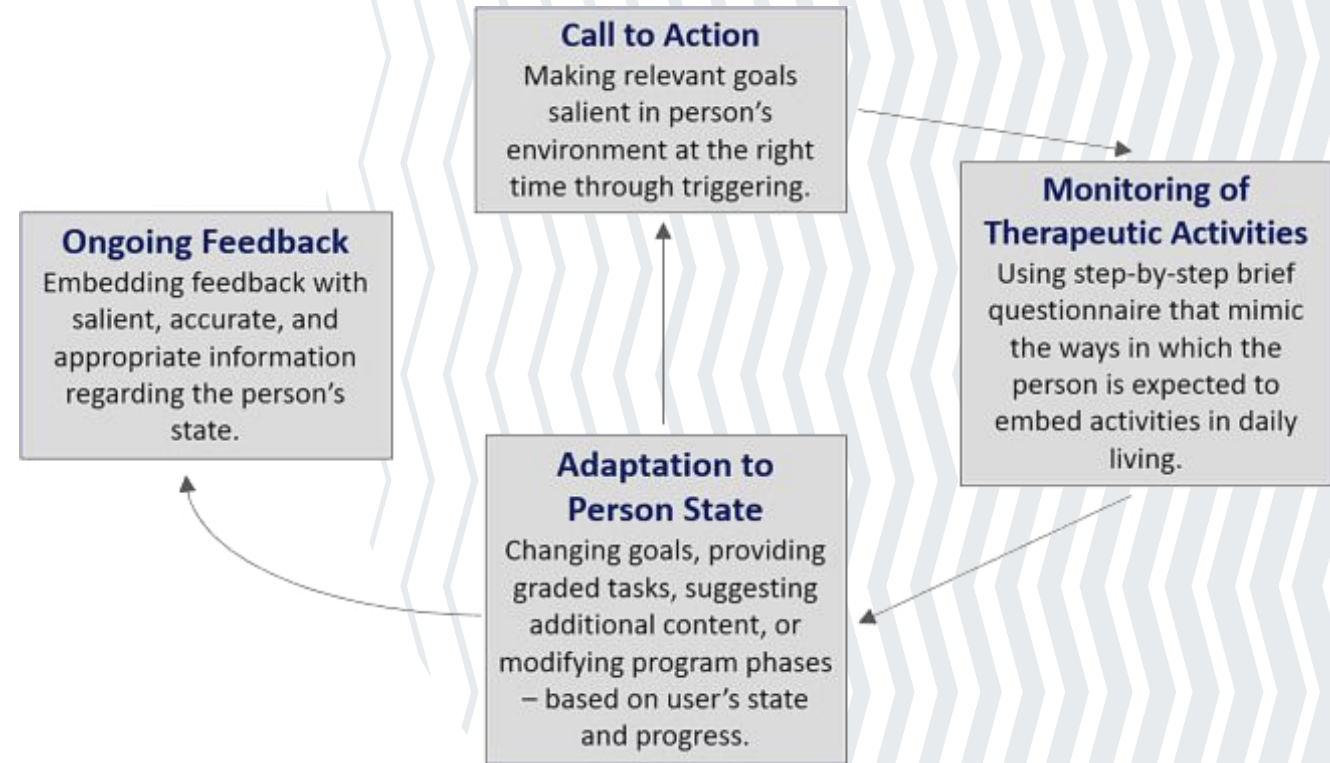 Call to Action
Making relevant goals
salient in person's
environment at the right
time through triggering.
Monitoring of
Therapeutic Activities
Using step-by-step brief
questionnaire that mimic
the ways in which the
person is expected to
embed activities in daily
living.
Ongoing Feedback
Embedding feedback with
salient, accurate, and
appropriate information
regarding the person's
state.
Adaptation to
Person State
Changing goals, providing
graded tasks, suggesting
additional content, or
modifying program phases
– based on user's state
and progress.